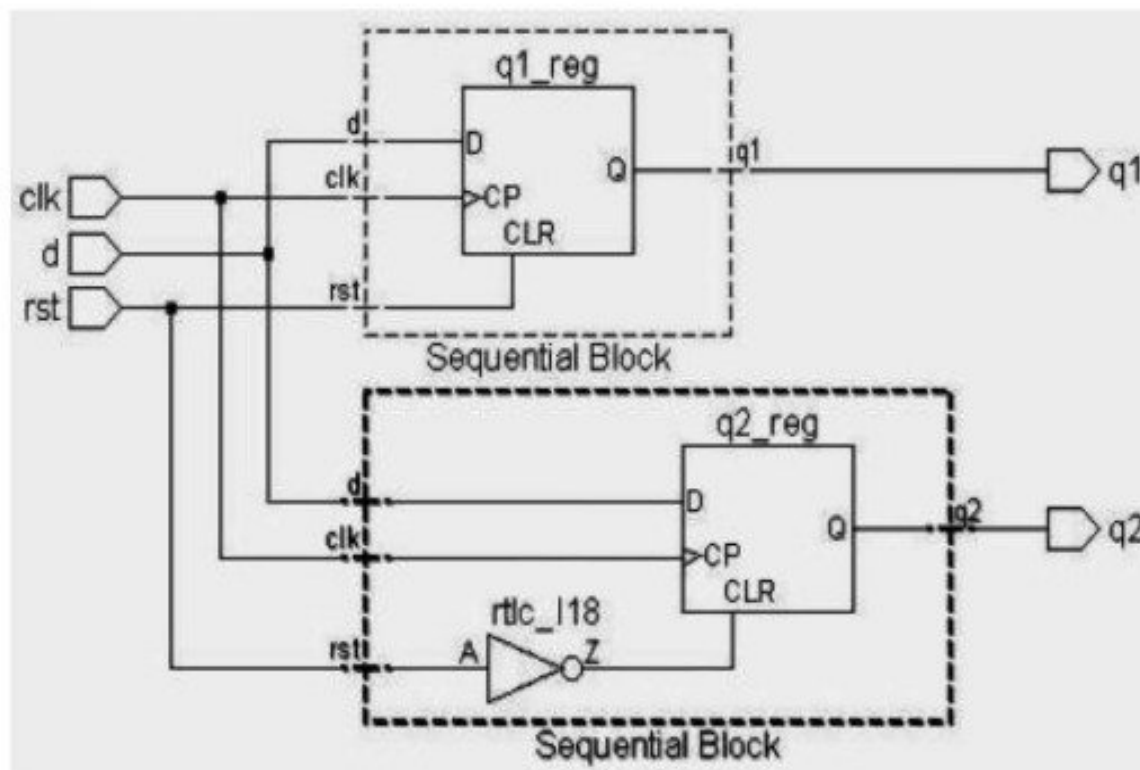 q1_reg
d
D
clk
CP
Q
q1
q1
CLR
clk
d
rst
rst
Sequential Block
q2_reg
d
D
clk
CP
Q
q2
q2
CLR
rtlc_I18
rst
A
Z
Sequential Block